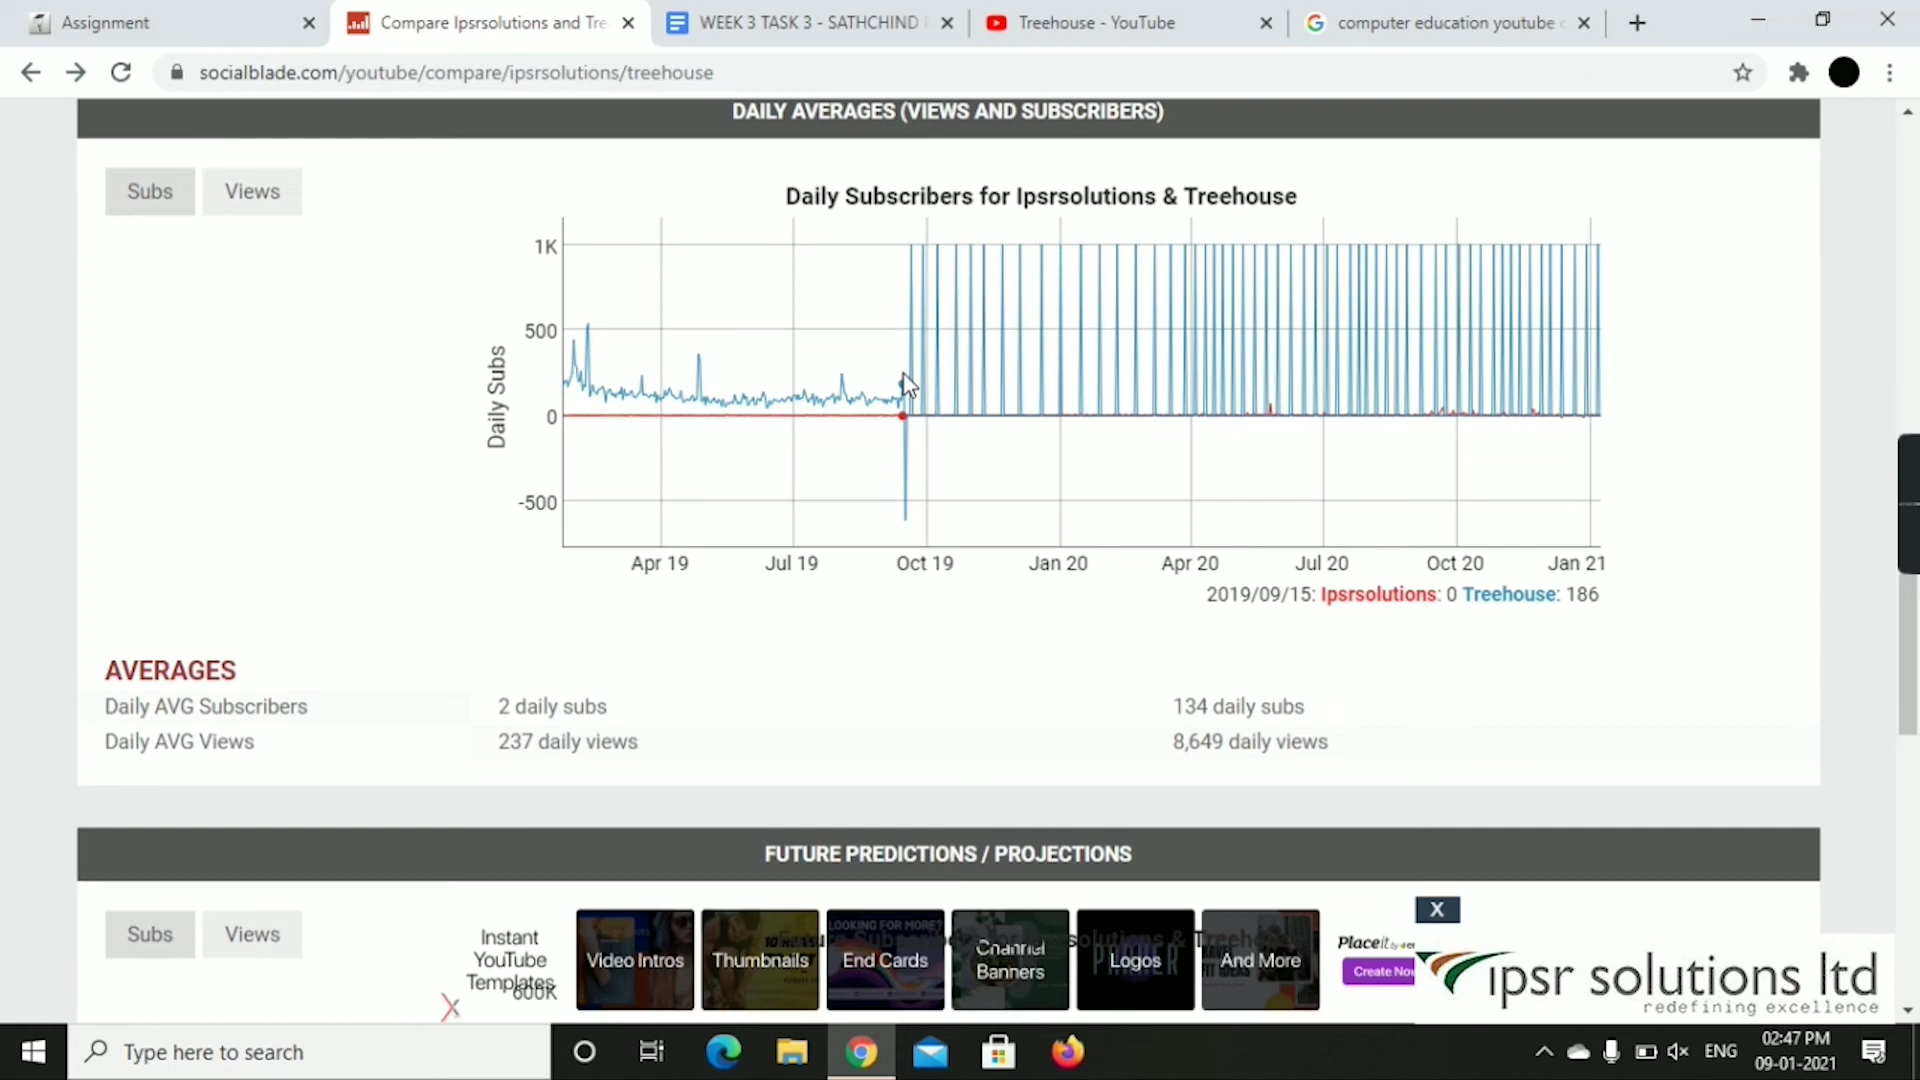 Assignment
Compare Ipsrsolutions and Tre
WEEK 3 TASK 3 - SATHCHIND
Treehouse - YouTube
computer education youtube c
socialblade.com/youtube/compare/ipsrsolutions/treehouse
DAILY AVERAGES (VIEWS AND SUBSCRIBERS)
Subs
Views
Daily Subscribers for Ipsrsolutions & Treehouse
1K
500
0
-500
Daily Subs
Apr 19
Jul 19
Oct 19
Jan 20
Apr 20
Jul 20
Oct 20
Jan 21
2019/09/15: Ipsrsolutions: 0 Treehouse: 186
AVERAGES
Daily AVG Subscribers
2 daily subs
134 daily subs
Daily AVG Views
237 daily views
8,649 daily views
FUTURE PREDICTIONS / PROJECTIONS
Subs
Views
Instant
YouTube
Templates
600K
Video Intros
Thumbnails
LOOKING FOR MORE?
End Cards
Channel
Banners
Logos
And More
Placeit
Create Now
X
ipsr solutions ltd
redefining excellence
Type here to search
ENG
02:47 PM
09-01-2021